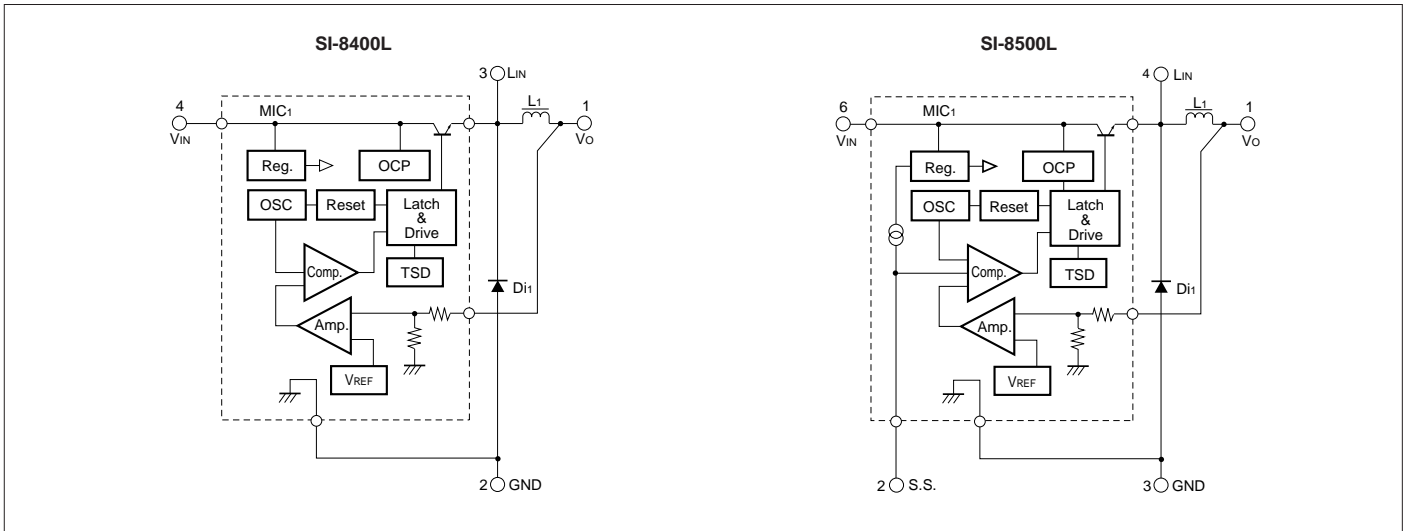 SI-8400L
3 LIN
4
VIN
MIC1
L1
1
VO
Reg.
OCP
OSC
Reset
Latch
&
Drive
Comp.
TSD
Di1
Amp.
VREF
2 GND
SI-8500L
4 LIN
6
VIN
MIC1
L1
1
VO
Reg.
OCP
OSC
Reset
Latch
&
Drive
Comp.
TSD
Di1
Amp.
VREF
2 S.S.
3 GND